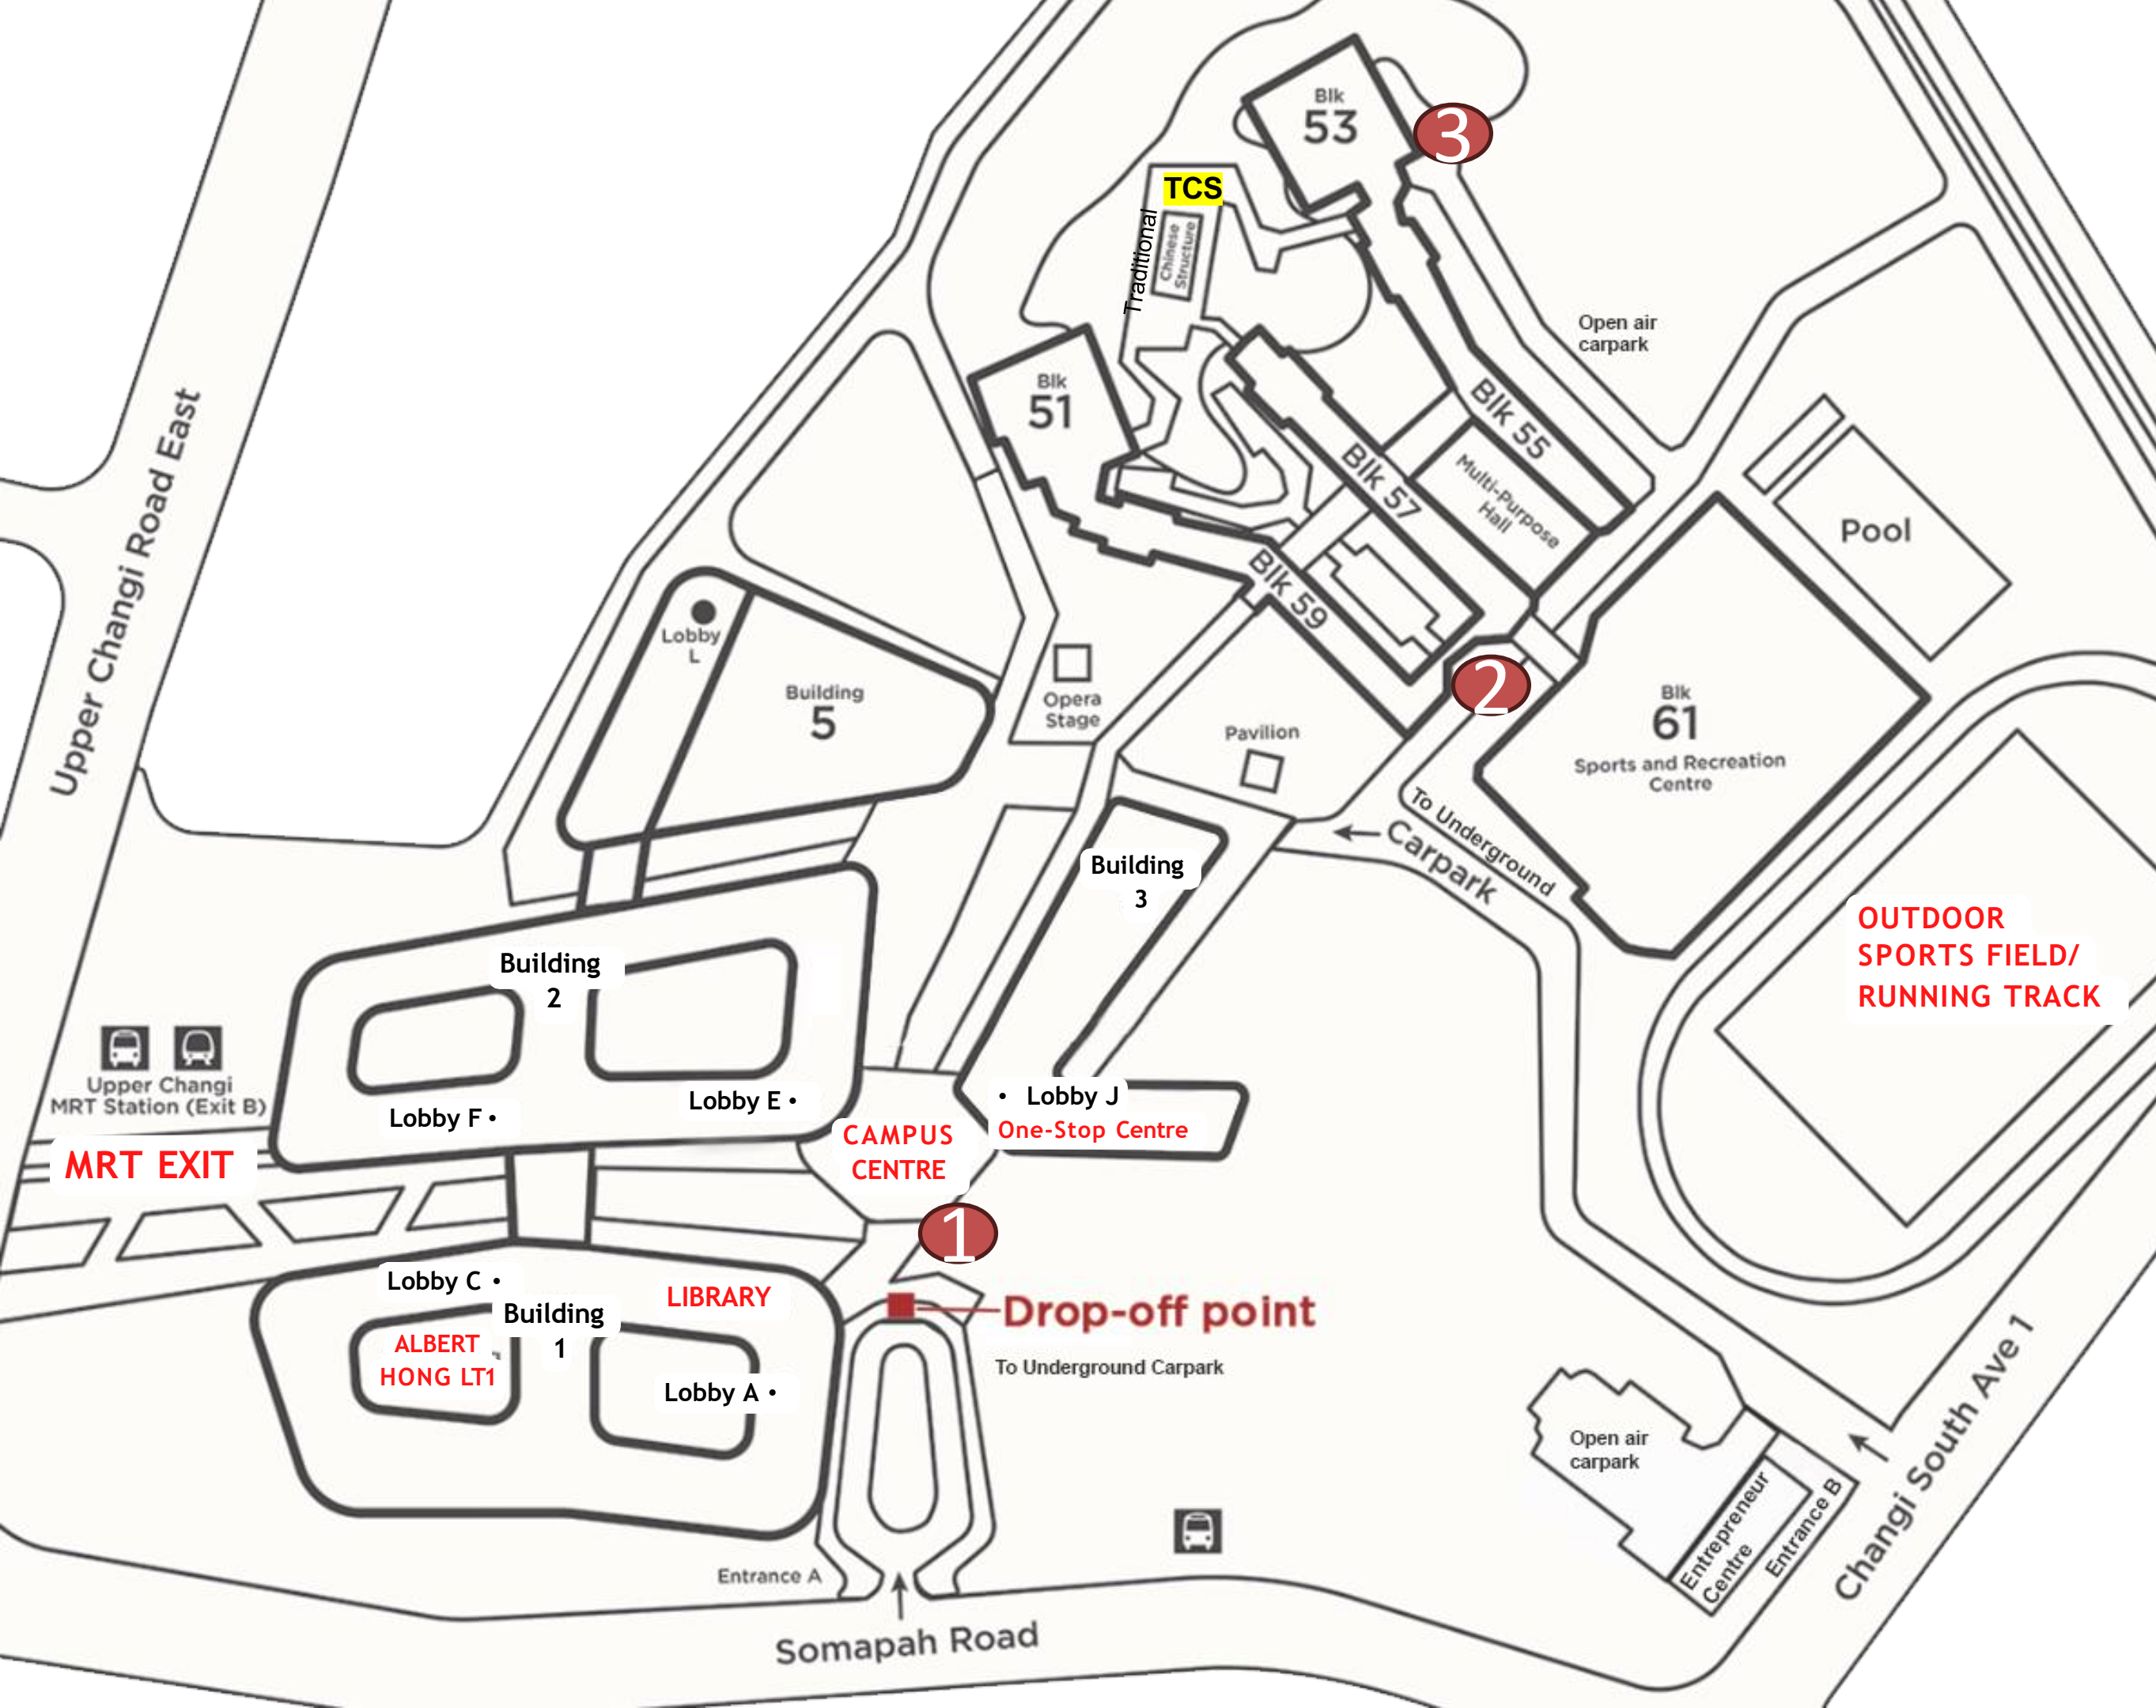 Blk
53
3
TCS
Traditional
Chinese
Structure
Open air
carpark
Blk
51
Blk 55
Multi-Purpose
Hall
Blk 57
Blk 59
Pool
Upper Changi Road East
Lobby
L
Building
5
Opera
Stage
Pavilion
2
Blk
61
Sports and Recreation
Centre
To Underground
Carpark
Building
3
OUTDOOR
SPORTS FIELD/
RUNNING TRACK
Building
2
Upper Changi
MRT Station (Exit B)
Lobby F •
Lobby E •
• Lobby J
One-Stop Centre
CAMPUS
CENTRE
MRT EXIT
1
Lobby C •
LIBRARY
Building
1
ALBERT
HONG LT1
Lobby A •
Drop-off point
To Underground Carpark
Open air
carpark
Entrepreneur
Centre
Entrance B
Changi South Ave 1
Entrance A
Somapah Road